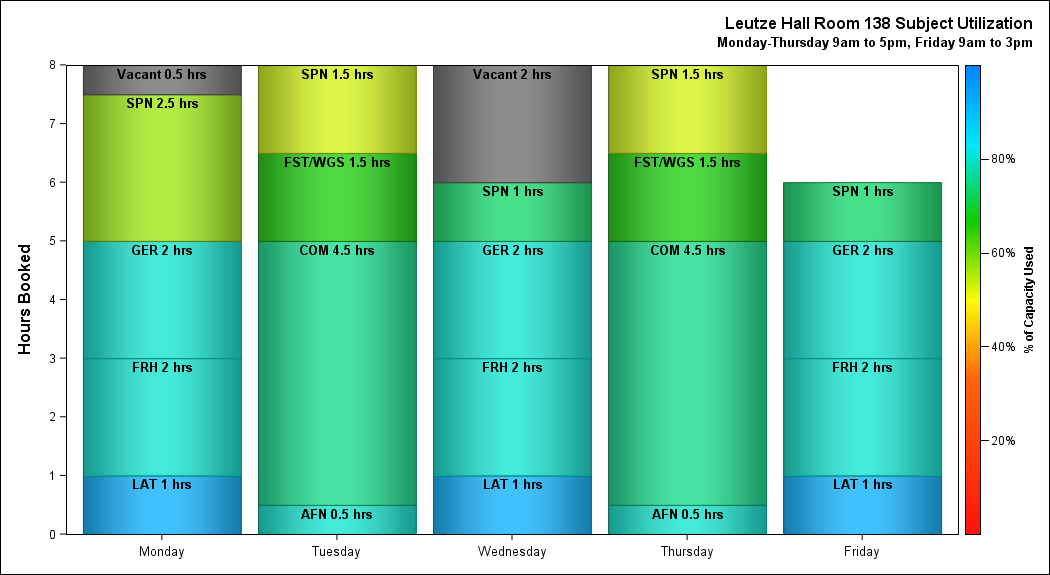 Leutze Hall Room 138 Subject Utilization
Monday-Thursday 9am to 5pm, Friday 9am to 3pm
Hours Booked
8
7
6
5
4
3
2
1
0
Vacant 0.5 hrs
SPN 2.5 hrs
GER 2 hrs
FRH 2 hrs
LAT 1 hrs
Monday
SPN 1.5 hrs
FST/WGS 1.5 hrs
COM 4.5 hrs
AFN 0.5 hrs
Tuesday
Vacant 2 hrs
SPN 1 hrs
GER 2 hrs
FRH 2 hrs
LAT 1 hrs
Wednesday
SPN 1.5 hrs
FST/WGS 1.5 hrs
COM 4.5 hrs
AFN 0.5 hrs
Thursday
SPN 1 hrs
GER 2 hrs
FRH 2 hrs
LAT 1 hrs
Friday
80%
60%
40%
20%
% of Capacity Used